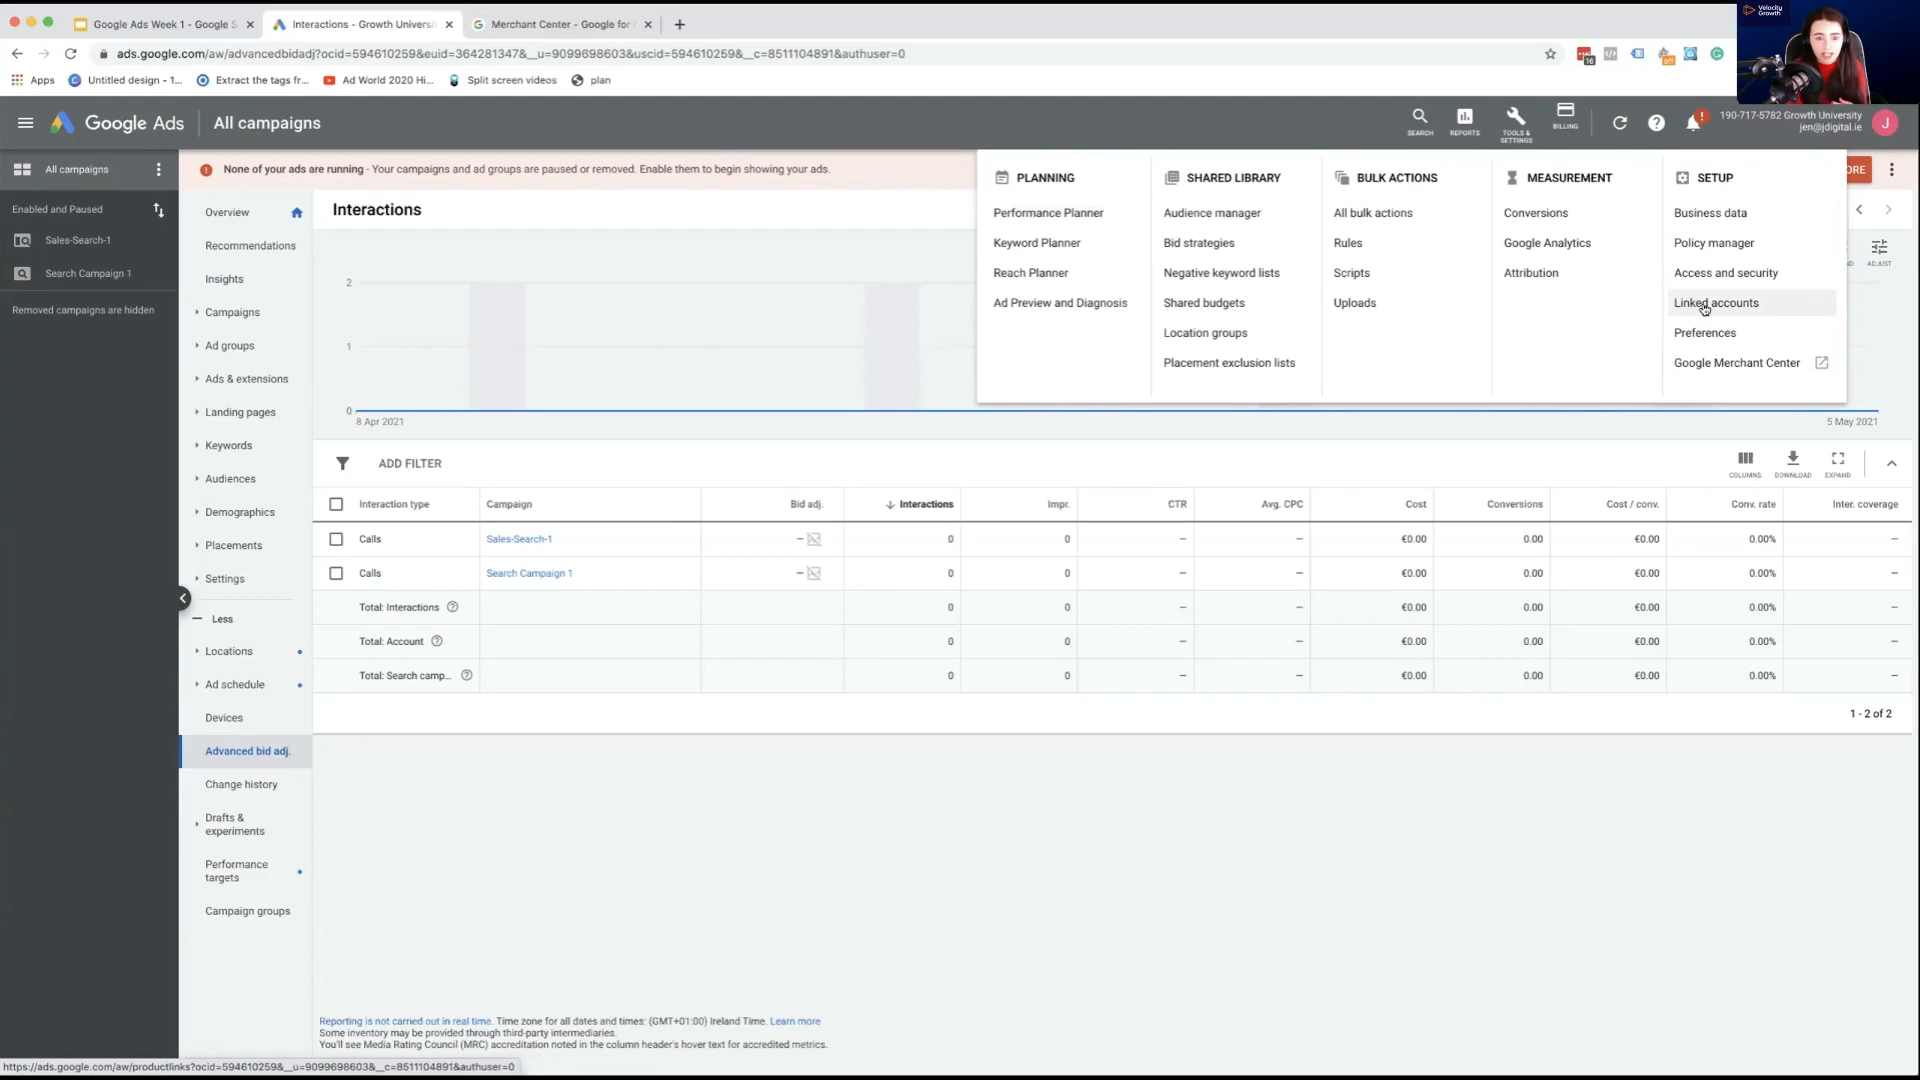 Google Ads Week 1 - Google S
Interactions - Growth Universi
Merchant Center - Google for
Velocity
Growth
ads.google.com/aw/advancedbidadj?ocid=594610259&euid=364281347&__u=9099698603&uscid=594610259&__c=8511104891&authuser=0
16
off
Apps
Untitled design - 1...
Extract the tags fr...
Ad World 2020 Hi...
Split screen videos
plan
Google Ads
All campaigns
SEARCH
REPORTS
TOOLS &
SETTINGS
BILLING
190-717-5782 Growth University
jen@jdigital.ie
J
All campaigns
None of your ads are running - Your campaigns and ad groups are paused or removed. Enable them to begin showing your ads.
ORE
Enabled and Paused
Sales-Search-1
Search Campaign 1
Removed campaigns are hidden
Overview
Recommendations
Insights
Campaigns
Ad groups
Ads & extensions
Landing pages
Keywords
Audiences
Demographics
Placements
Settings
Less
Locations
Ad schedule
Devices
Advanced bid adj.
Change history
Drafts &
experiments
Performance
targets
Campaign groups
Interactions
ADJUST
PLANNING
Performance Planner
Keyword Planner
Reach Planner
Ad Preview and Diagnosis
SHARED LIBRARY
Audience manager
Bid strategies
Negative keyword lists
Shared budgets
Location groups
Placement exclusion lists
BULK ACTIONS
All bulk actions
Rules
Scripts
Uploads
MEASUREMENT
Conversions
Google Analytics
Attribution
SETUP
Business data
Policy manager
Access and security
Linked accounts
Preferences
Google Merchant Center
2
1
0
8 Apr 2021
5 May 2021
ADD FILTER
COLUMNS
DOWNLOAD
EXPAND
Interaction type Campaign Bid adj. Interactions Impr. CTR Avg. CPC Cost Conversions Cost / conv. Conv. rate Inter. coverage
Calls Sales-Search-1 – 0 0 – – €0.00 0.00 €0.00 0.00% –
Calls Search Campaign 1 – 0 0 – – €0.00 0.00 €0.00 0.00% –
Total: Interactions 0 0 – – €0.00 0.00 €0.00 0.00% –
Total: Account 0 0 – – €0.00 0.00 €0.00 0.00% –
Total: Search camp... 0 0 – – €0.00 0.00 €0.00 0.00% –
1 - 2 of 2
Reporting is not carried out in real time. Time zone for all dates and times: (GMT+01:00) Ireland Time. Learn more
Some inventory may be provided through third-party intermediaries.
You'll see Media Rating Council (MRC) accreditation noted in the column header's hover text for accredited metrics.
https://ads.google.com/aw/productlinks?ocid=594610259&__u=9099698603&__c=8511104891&authuser=0